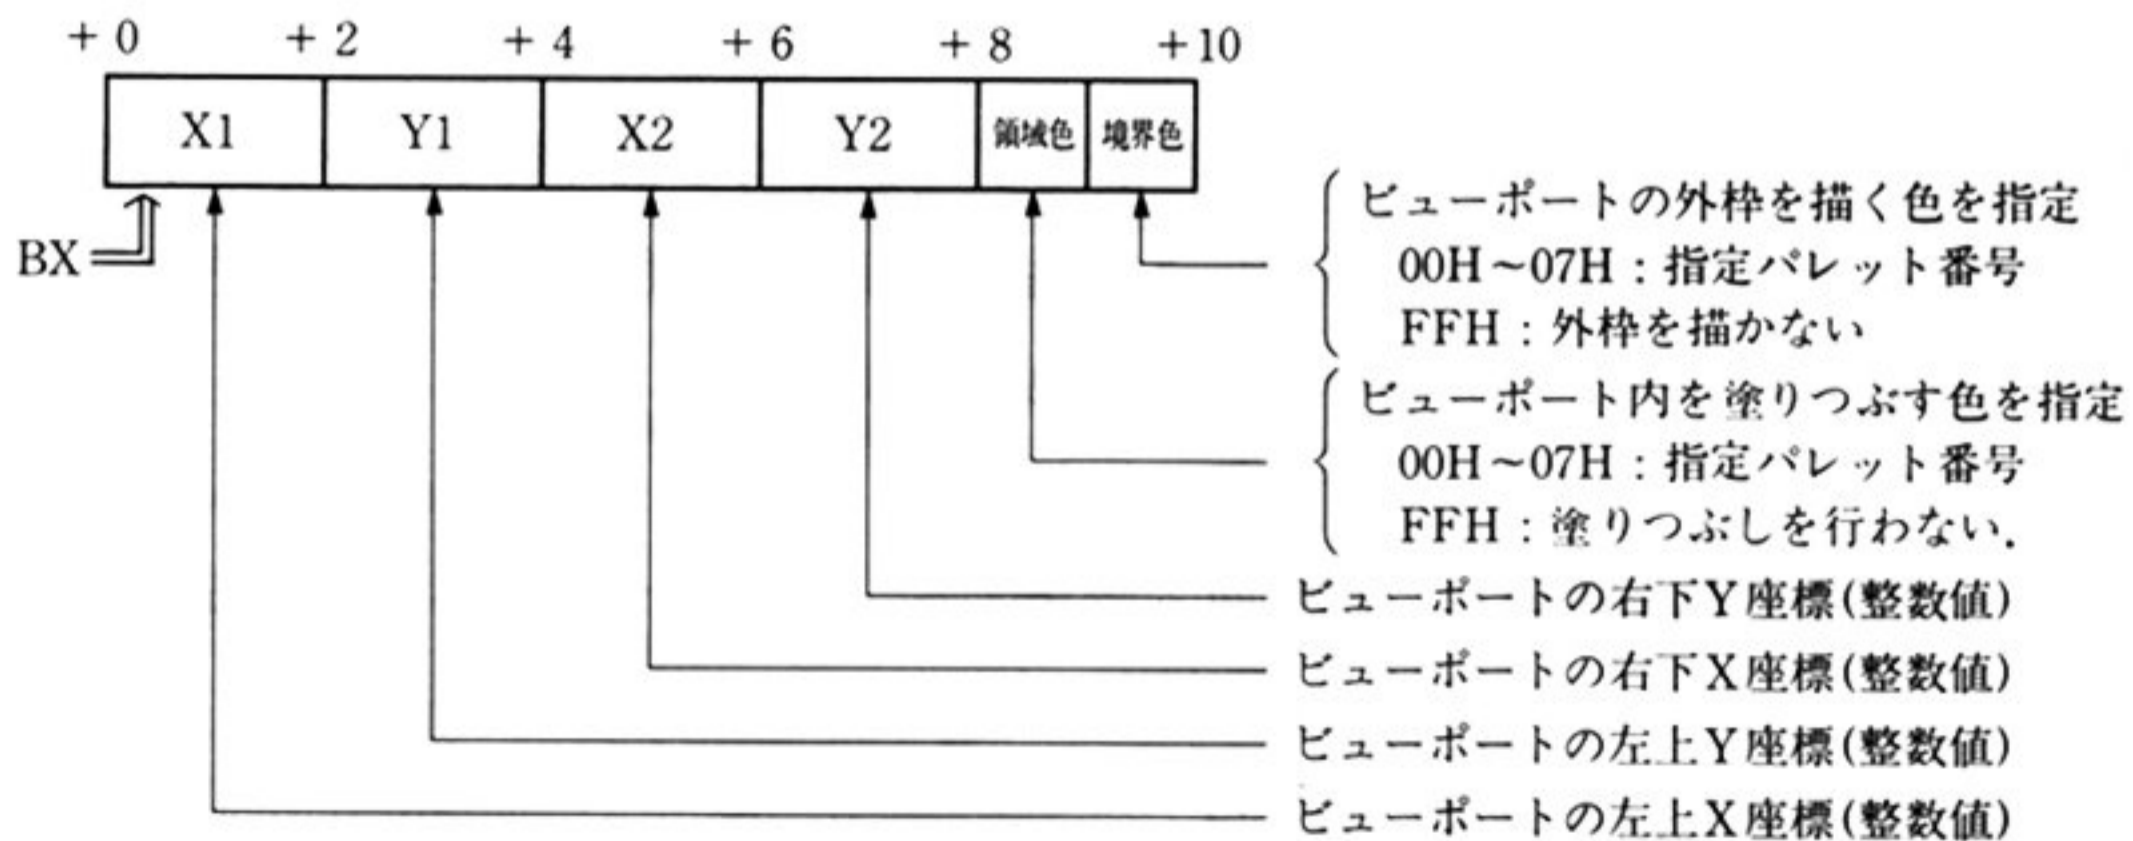 +0 +2 +4 +6 +8 +10
X1 Y1 X2 Y2 領域色 境界色
BX
ビューポートの外枠を描く色を指定
00H~07H:指定パレット番号
FFH:外枠を描かない
ビューポート内を塗りつぶす色を指定
00H~07H:指定パレット番号
FFH:塗りつぶしを行わない.
ビューポートの右下Y座標(整数値)
ビューポートの右下X座標(整数値)
ビューポートの左上Y座標(整数値)
ビューポートの左上X座標(整数値)